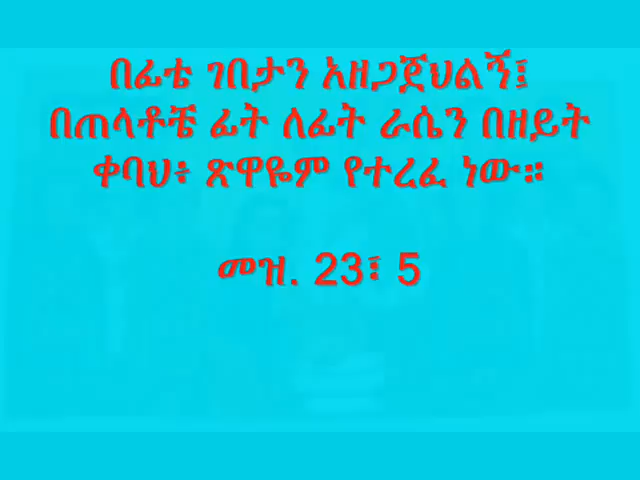 በፊቴ ገበታን አዘጋጀህልኝ፤
በጠላቶቼ ፊት ለፊት ራሴን በዘይት
ቀባህ፥ ጽዋዬም የተረፈ ነው።
መዝ. 23፣ 5